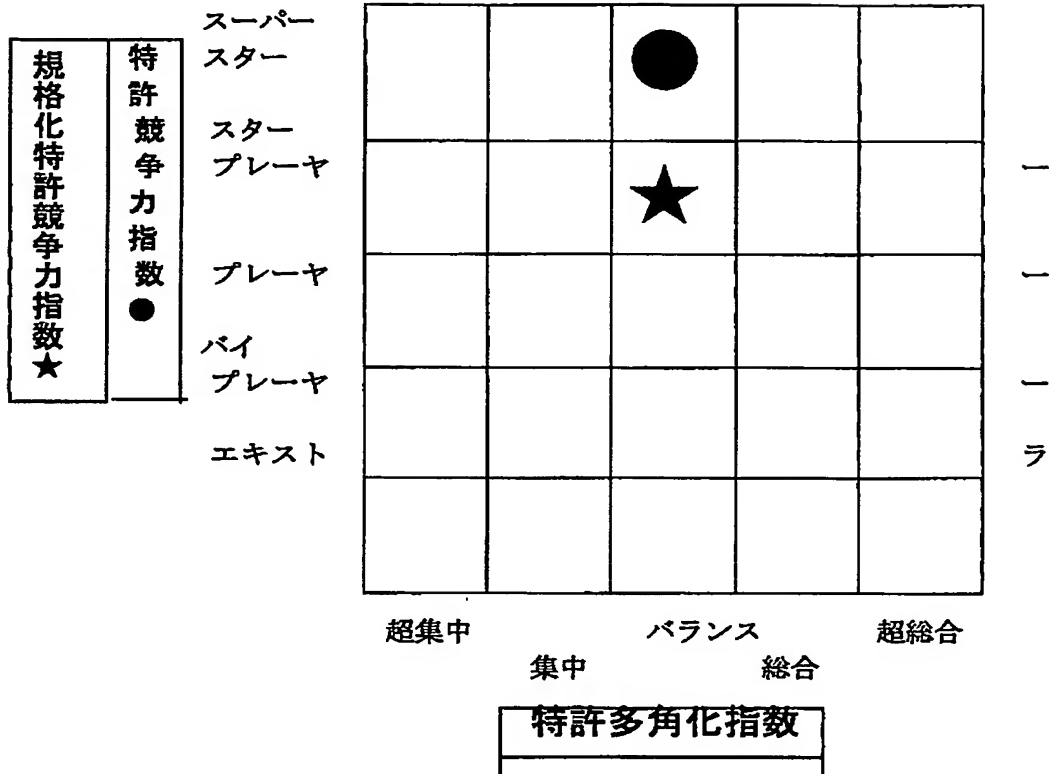 規格化特許競争力指数★
特許競争力指数●
スーパー
スター
スター
プレーヤ ー
プレーヤ ー
バイ
プレーヤ ー
エキスト ラ
超集中 バランス 超総合
集中 総合
特許多角化指数